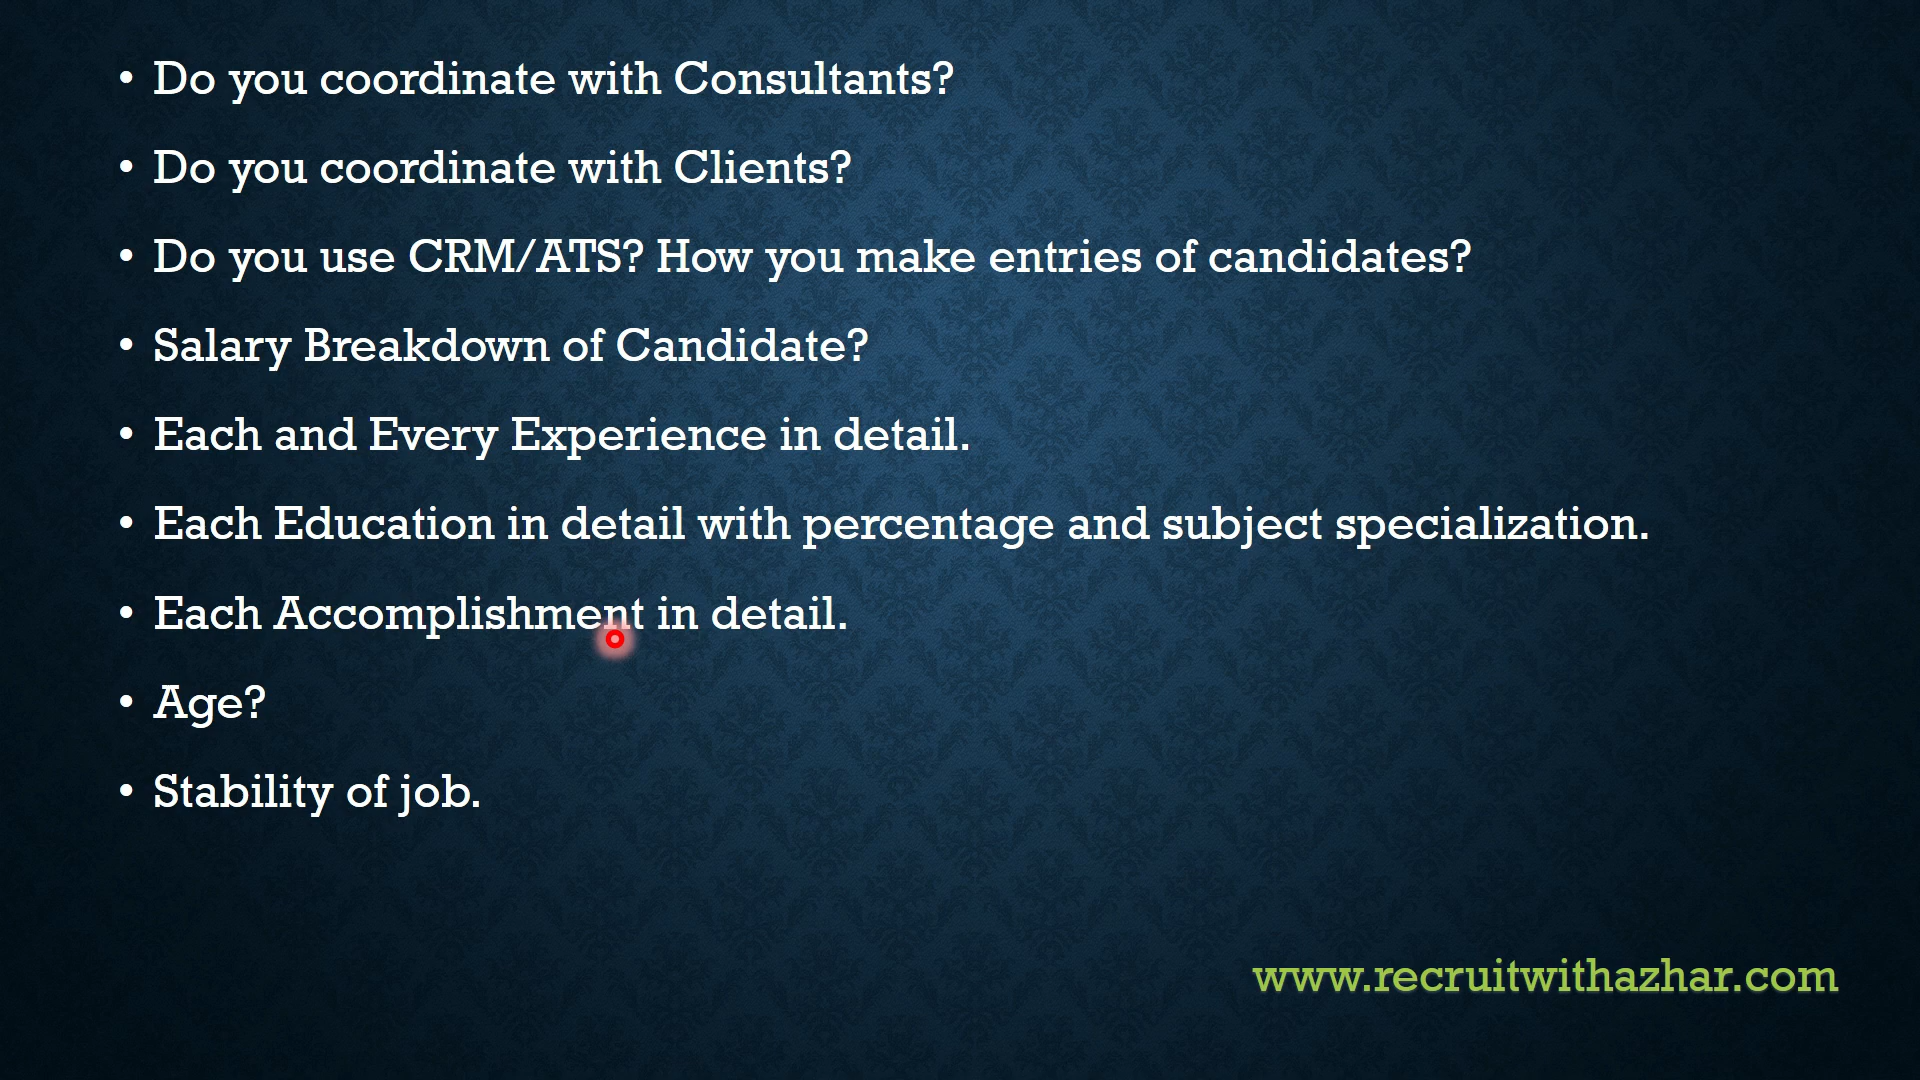 • Do you coordinate with Consultants?
• Do you coordinate with Clients?
• Do you use CRM/ATS? How you make entries of candidates?
• Salary Breakdown of Candidate?
• Each and Every Experience in detail.
• Each Education in detail with percentage and subject specialization.
• Each Accomplishment in detail.
• Age?
• Stability of job.
www.recruitwithazhar.com